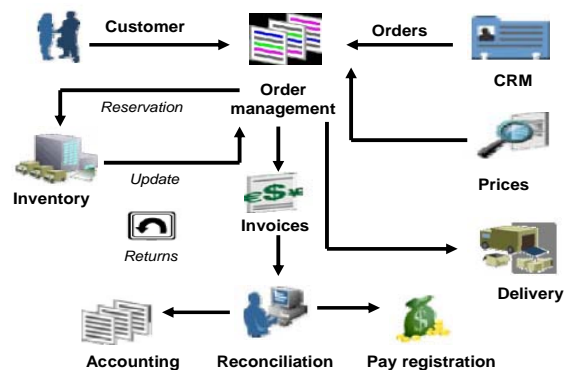 Customer
Orders
CRM
Order
management
Reservation
Prices
Inventory
Update
€$¥
Invoices
Returns
Delivery
$
Accounting
Reconciliation
Pay registration